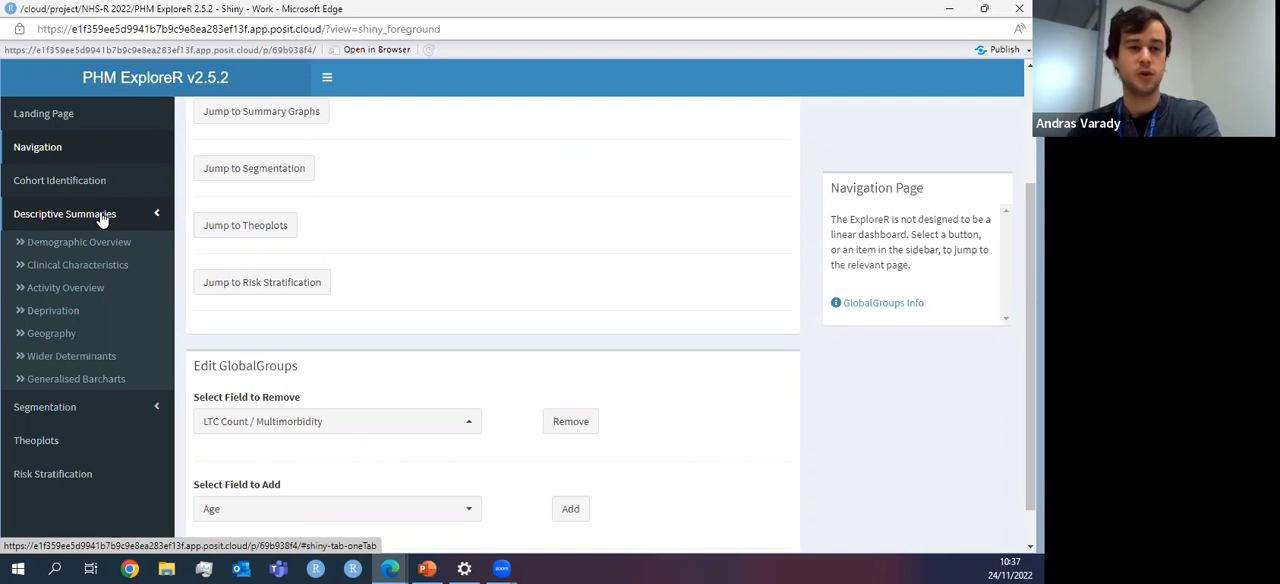 /cloud/project/NHS-R 2022/PHM ExploreR v2.5.2 - Shiny - Work - Microsoft Edge
https://e1f359ee5d9941b7b9c9e8ea283ef13f.app.posit.cloud/?view=shiny_foreground
https://e1f359ee5d9941b7b9c9e8ea283ef13f.app.posit.cloud/p/69b938f4/
Open in Browser
Publish
PHM ExploreR v2.5.2
Landing Page
Navigation
Cohort Identification
Descriptive Summaries
Demographic Overview
Clinical Characteristics
Activity Overview
Deprivation
Geography
Wider Determinants
Generalised Barcharts
Segmentation
Theoplots
Risk Stratification
Jump to Summary Graphs
Jump to Segmentation
Jump to Theoplots
Jump to Risk Stratification
Edit GlobalGroups
Select Field to Remove
LTC Count / Multimorbidity
Remove
Select Field to Add
Age
Add
Navigation Page
The ExploreR is not designed to be a
linear dashboard. Select a button,
or an item in the sidebar, to jump to
the relevant page.
GlobalGroups Info
Andras Varady
https://e1f359ee5d9941b7b9c9e8ea283ef13f.app.posit.cloud/p/69b938f4/#shiny-tab-oneTab
10:37
24/11/2022